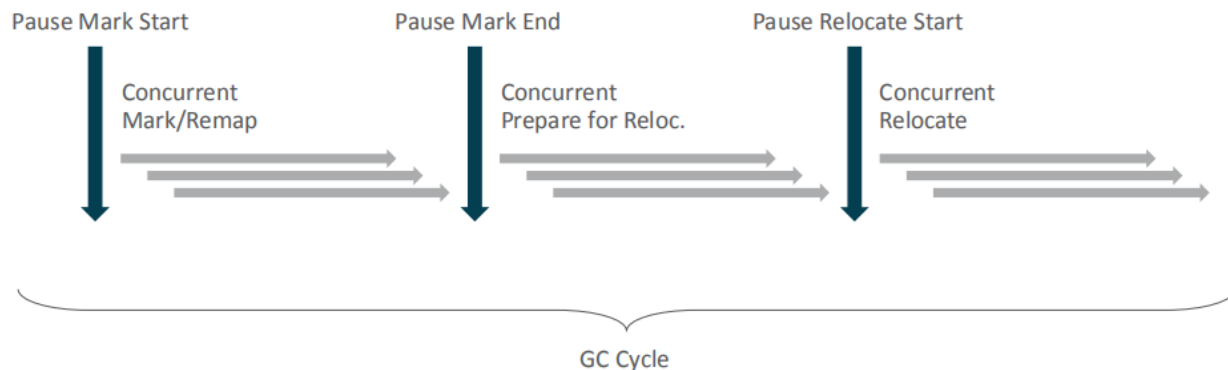 Pause Mark Start
Pause Mark End
Pause Relocate Start
Concurrent
Mark/Remap
Concurrent
Prepare for Reloc.
Concurrent
Relocate
GC Cycle